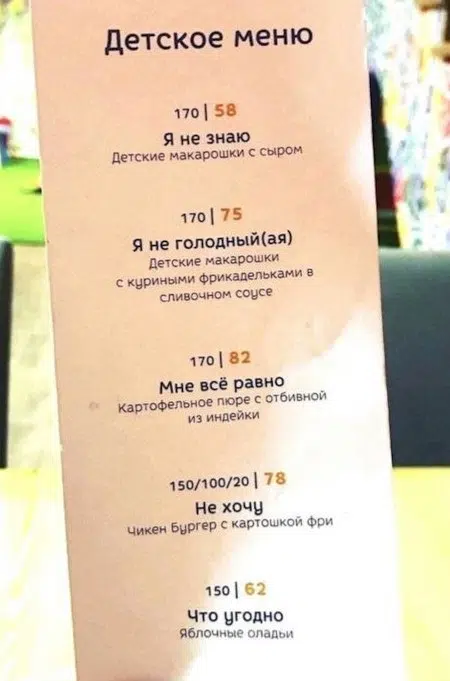 Детское меню
170 | 58
Я не знаю
Детские макарошки с сыром
170 | 75
Я не голодный(ая)
Детские макарошки
с куриными фрикадельками в
сливочном соусе
170 | 82
Мне всё равно
Картофельное пюре с отбивной
из индейки
150/100/20 | 78
Не хочу
Чикен Бургер с картошкой фри
150 | 62
Что угодно
Яблочные оладьи